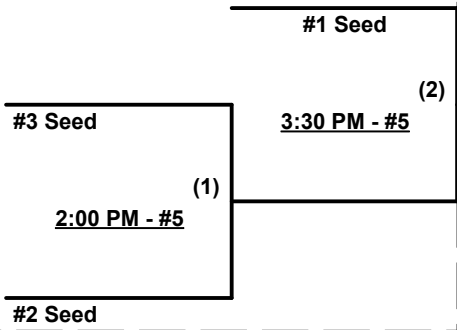 #1 Seed
(2)
3:30 PM - #5
#3 Seed
(1)
2:00 PM - #5
#2 Seed